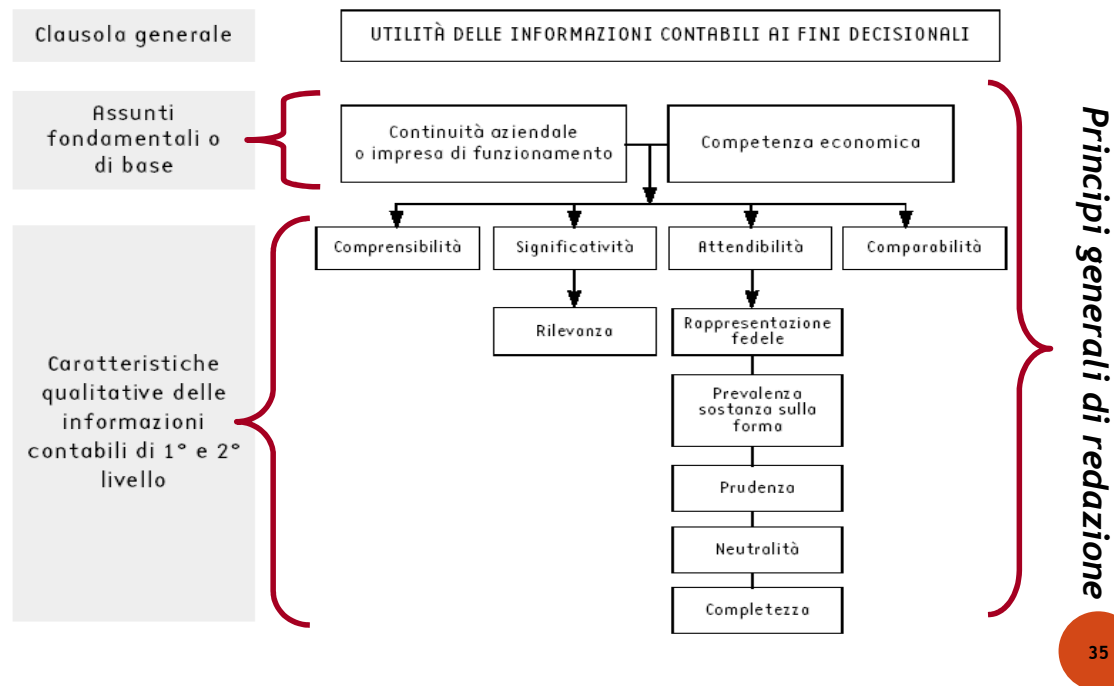 Clausola generale
UTILITÀ DELLE INFORMAZIONI CONTABILI AI FINI DECISIONALI
Assunti
fondamentali o
di base
Continuità aziendale
o impresa di funzionamento
Competenza economica
Caratteristiche
qualitative delle
informazioni
contabili di 1° e 2°
livello
Comprensibilità
Significatività
Attendibilità
Comparabilità
Rilevanza
Rappresentazione
fedele
Prevalenza
sostanza sulla
forma
Prudenza
Neutralità
Completezza
Principi generali di redazione
35